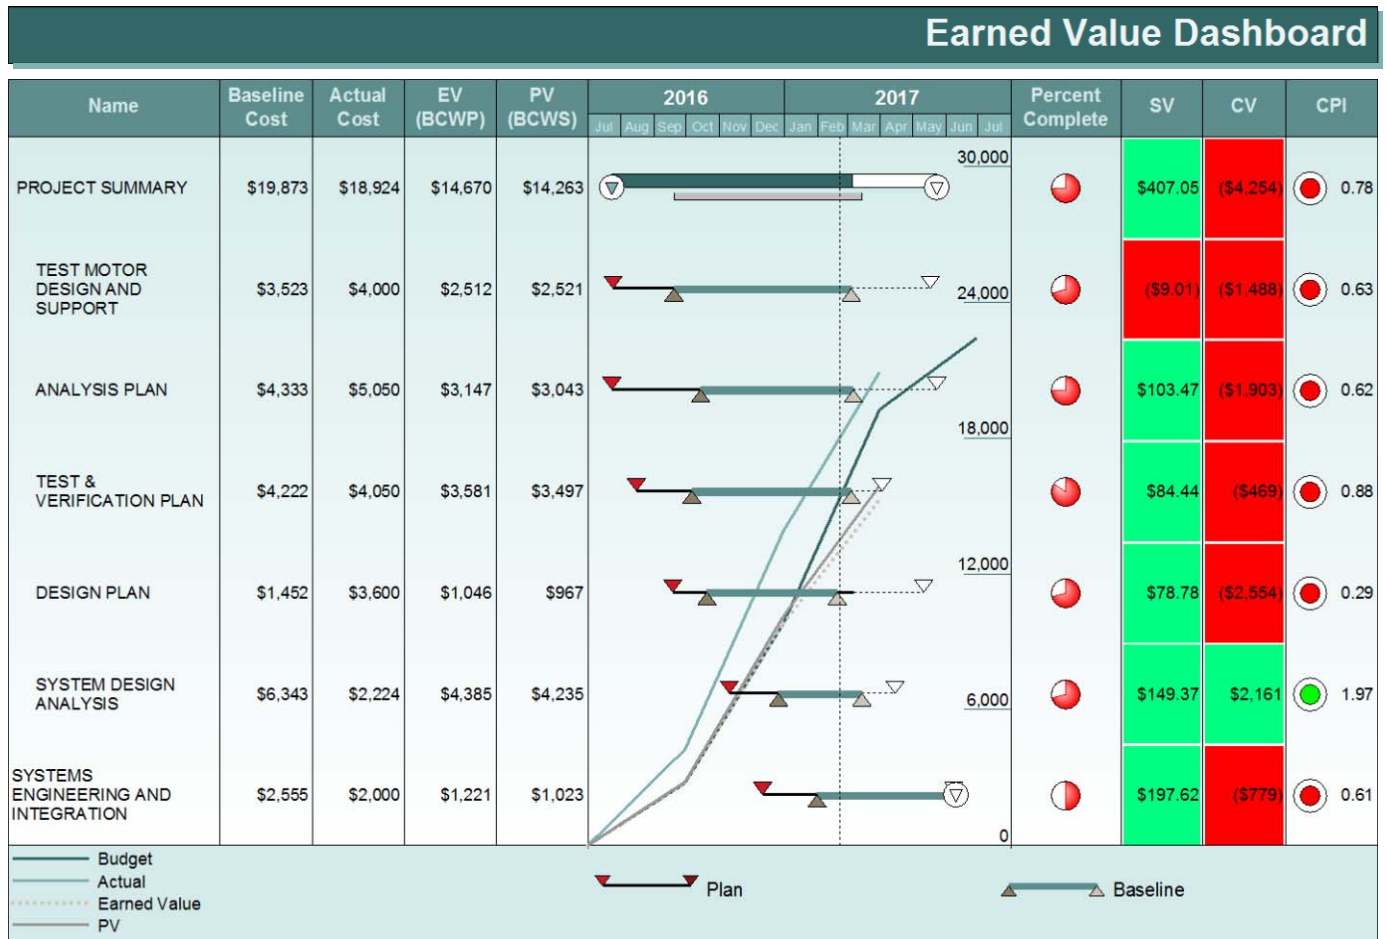 Earned Value Dashboard
Name
Baseline Cost
Actual Cost
EV (BCWP)
PV (BCWS)
2016
2017
Jul Aug Sep Oct Nov Dec Jan Feb Mar Apr May Jun Jul
Percent Complete
SV
CV
CPI
30,000
PROJECT SUMMARY $19,873 $18,924 $14,670 $14,263 $407.05 ($4,254) 0.78
TEST MOTOR
DESIGN AND $3,523 $4,000 $2,512 $2,521 ($9.01) ($1,488) 0.63
SUPPORT
24,000
ANALYSIS PLAN $4,333 $5,050 $3,147 $3,043 $103.47 ($1,903) 0.62
18,000
TEST &
VERIFICATION PLAN $4,222 $4,050 $3,581 $3,497 $84.44 ($469) 0.88
12,000
DESIGN PLAN $1,452 $3,600 $1,046 $967 $78.78 ($2,554) 0.29
SYSTEM DESIGN
ANALYSIS $6,343 $2,224 $4,385 $4,235 $149.37 $2,161 1.97
6,000
SYSTEMS
ENGINEERING AND $2,555 $2,000 $1,221 $1,023 $197.62 ($779) 0.61
INTEGRATION
0
Budget
Actual
Earned Value
PV
Plan
Baseline